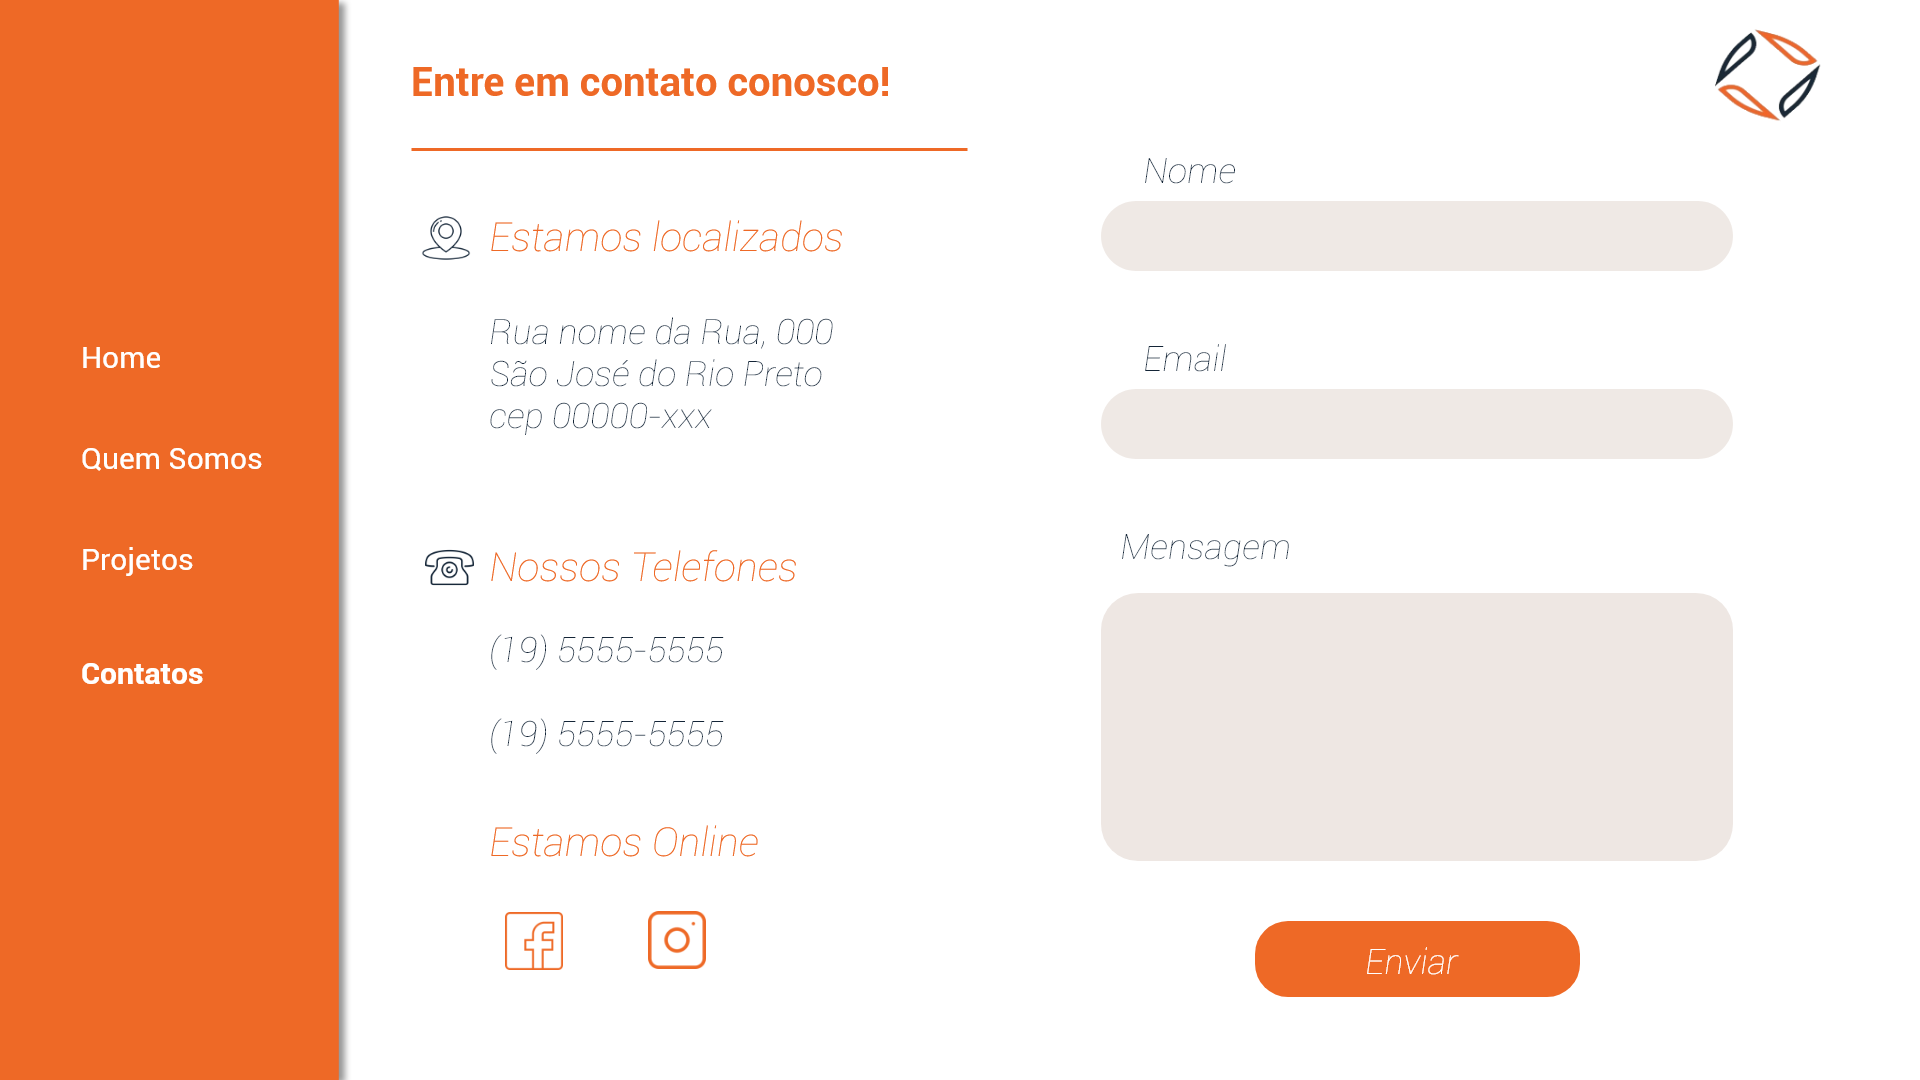 Home
Quem Somos
Projetos
Contatos
Entre em contato conosco!
Estamos localizados
Rua nome da Rua, 000
São José do Rio Preto
cep 00000-xxx
Nossos Telefones
(19) 5555-5555
(19) 5555-5555
Estamos Online
Nome
Email
Mensagem
Enviar